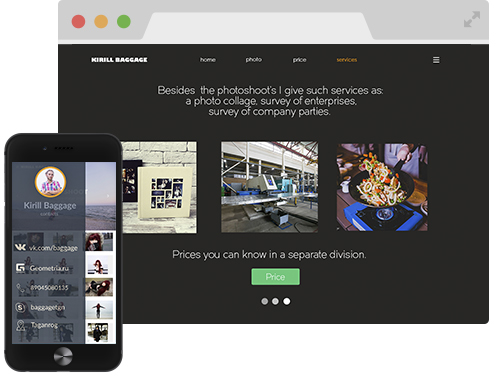 KIRILL BAGGAGE
home photo price services
Besides the photoshoot's I give such services as:
a photo collage, survey of enterprises,
survey of company parties.
Prices you can know in a separate division.
Price
Kirill Baggage
vk.com/baggage
Geometria.ru
89045080135
baggagetgn
Taganrog